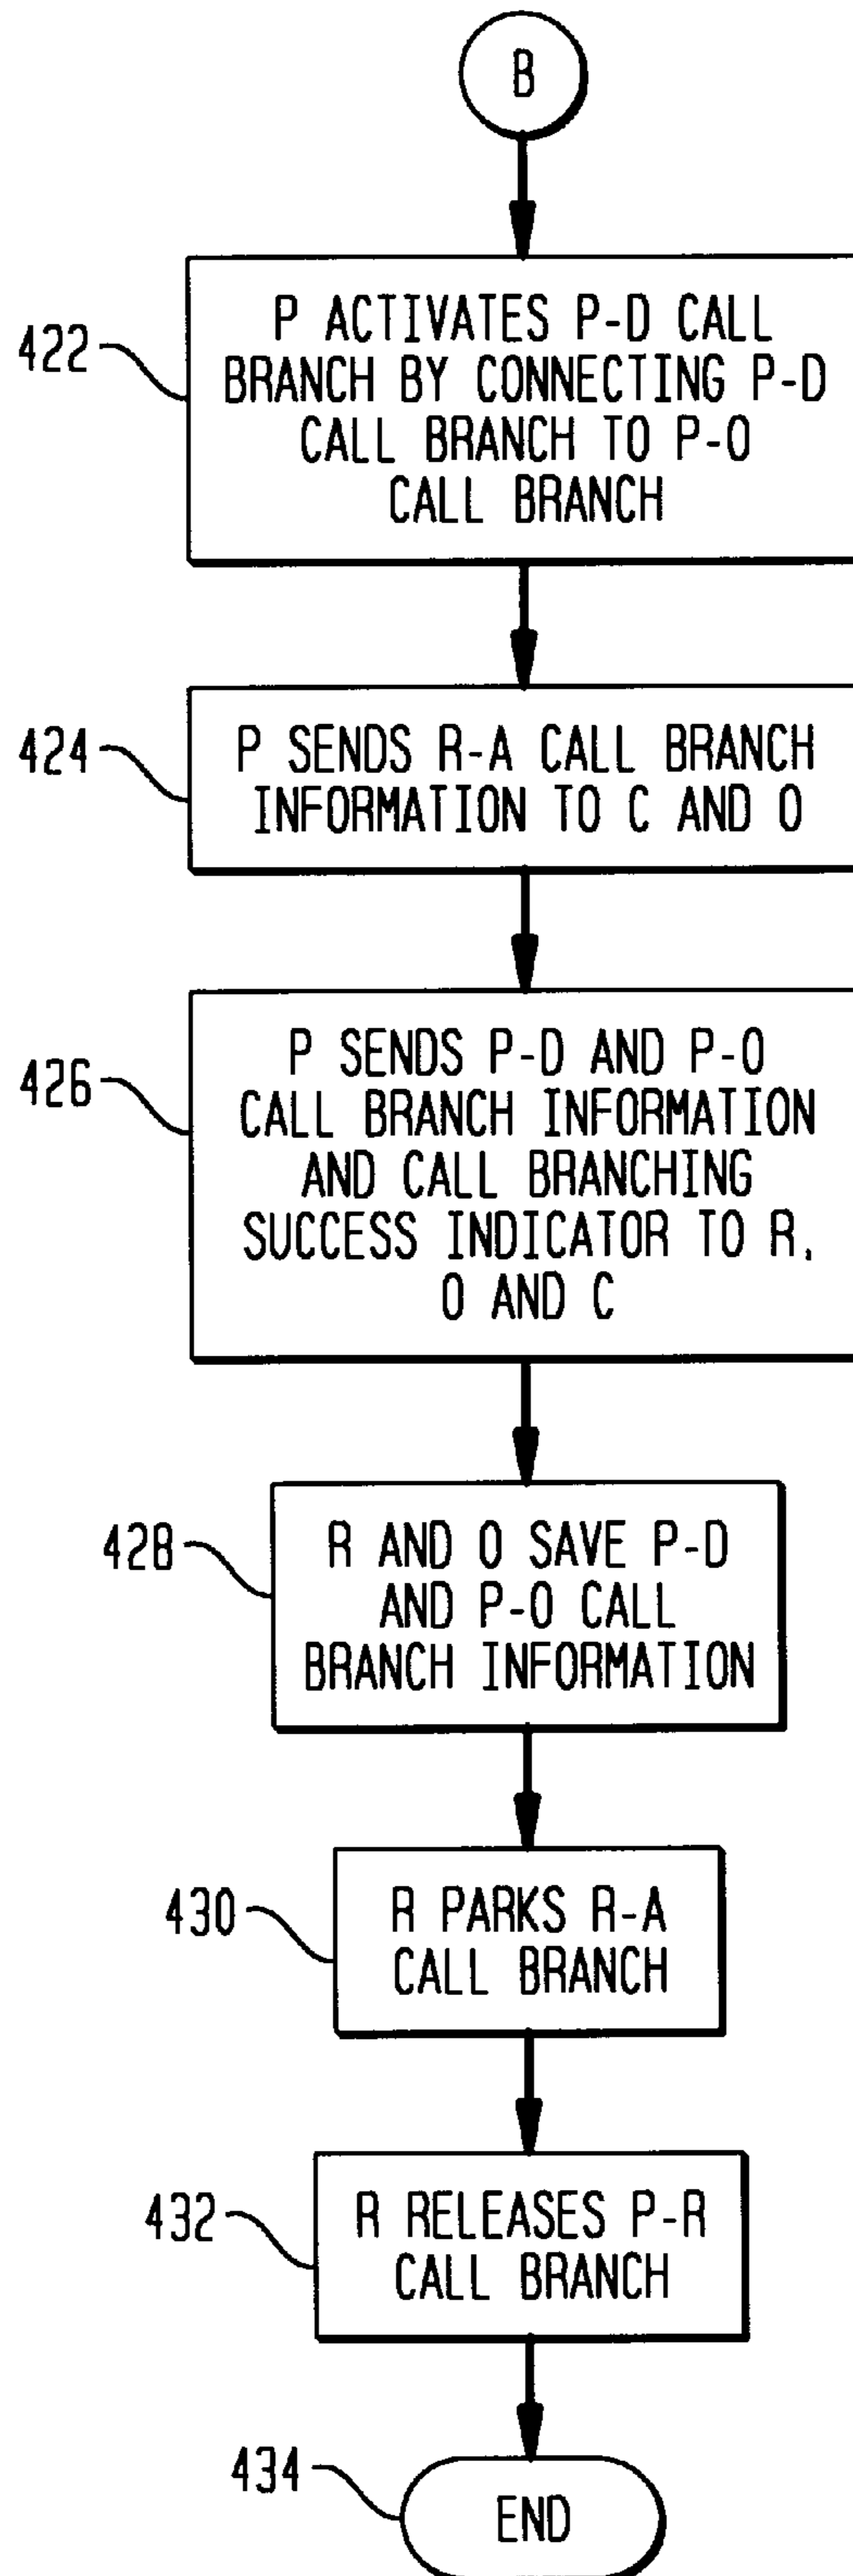 B
422
P ACTIVATES P-D CALL
BRANCH BY CONNECTING P-D
CALL BRANCH TO P-O
CALL BRANCH
424
P SENDS R-A CALL BRANCH
INFORMATION TO C AND O
426
P SENDS P-D AND P-O
CALL BRANCH INFORMATION
AND CALL BRANCHING
SUCCESS INDICATOR TO R,
O AND C
428
R AND O SAVE P-D
AND P-O CALL
BRANCH INFORMATION
430
R PARKS R-A
CALL BRANCH
432
R RELEASES P-R
CALL BRANCH
434
END